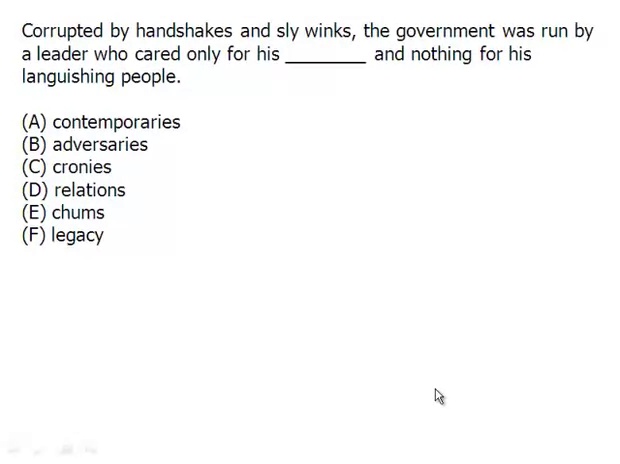 Corrupted by handshakes and sly winks, the government was run by
a leader who cared only for his ________ and nothing for his
languishing people.
(A) contemporaries
(B) adversaries
(C) cronies
(D) relations
(E) chums
(F) legacy